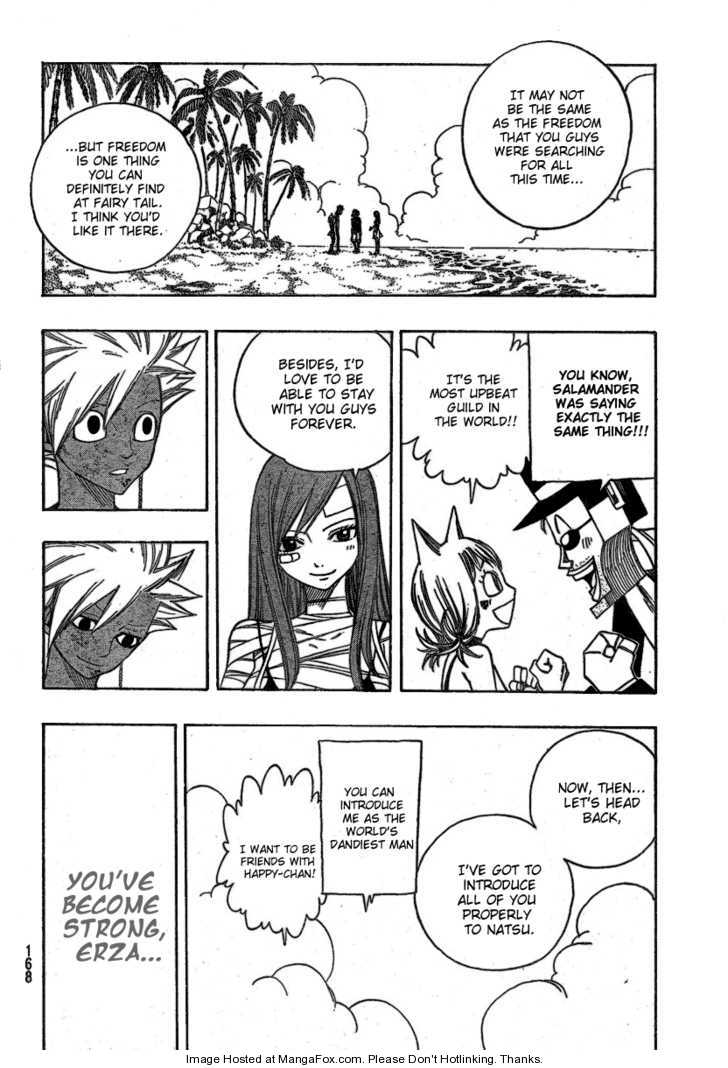 IT MAY NOT
BE THE SAME
AS THE FREEDOM
THAT YOU GUYS
WERE SEARCHING
FOR ALL
THIS TIME...
...BUT FREEDOM
IS ONE THING
YOU CAN
DEFINITELY FIND
AT FAIRY TAIL.
I THINK YOU'D
LIKE IT THERE.
YOU KNOW,
SALAMANDER
WAS SAYING
EXACTLY THE
SAME THING!!!
IT'S THE
MOST UPBEAT
GUILD IN
THE WORLD!!
BESIDES, I'D
LOVE TO BE
ABLE TO STAY
WITH YOU GUYS
FOREVER.
NOW, THEN...
LET'S HEAD
BACK,
I'VE GOT TO
INTRODUCE
ALL OF YOU
PROPERLY
TO NATSU.
YOU CAN
INTRODUCE
ME AS THE
WORLD'S
DANDIEST MAN
I WANT TO BE
FRIENDS WITH
HAPPY-CHAN!
YOU'VE
BECOME
STRONG,
ERZA...
168
Image Hosted at MangaFox.com. Please Don't Hotlinking. Thanks.